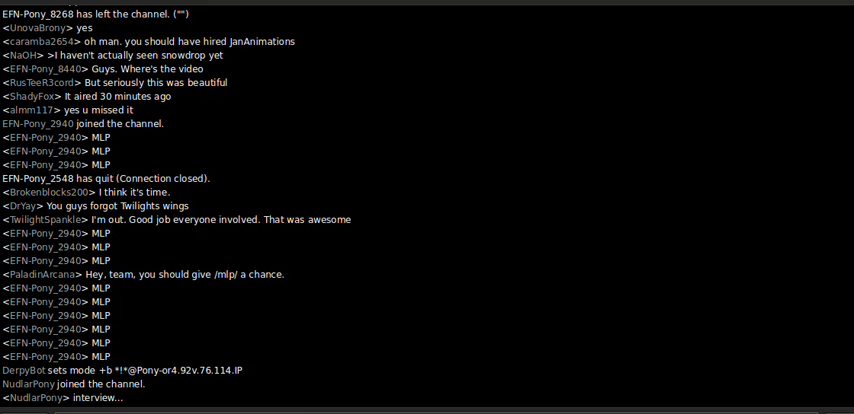 EFN-Pony_8268 has left the channel. ("")
<UnovaBrony> yes
<caramba2654> oh man. you should have hired JanAnimations
<NaOH> >I haven't actually seen snowdrop yet
<EFN-Pony_8440> Guys. Where's the video
<RusTeeR3cord> But seriously this was beautiful
<ShadyFox> It aired 30 minutes ago
<almm117> yes u missed it
EFN-Pony_2940 joined the channel.
<EFN-Pony_2940> MLP
<EFN-Pony_2940> MLP
<EFN-Pony_2940> MLP
EFN-Pony_2548 has quit (Connection closed).
<Brokenblocks200> I think it's time.
<DrYay> You guys forgot Twilights wings
<TwilightSpankle> I'm out. Good job everyone involved. That was awesome
<EFN-Pony_2940> MLP
<EFN-Pony_2940> MLP
<EFN-Pony_2940> MLP
<PaladinArcana> Hey, team, you should give /mlp/ a chance.
<EFN-Pony_2940> MLP
<EFN-Pony_2940> MLP
<EFN-Pony_2940> MLP
<EFN-Pony_2940> MLP
<EFN-Pony_2940> MLP
<EFN-Pony_2940> MLP
DerpyBot sets mode +b *!*@Pony-or4.92v.76.114.IP
NudlarPony joined the channel.
<NudlarPony> interview...